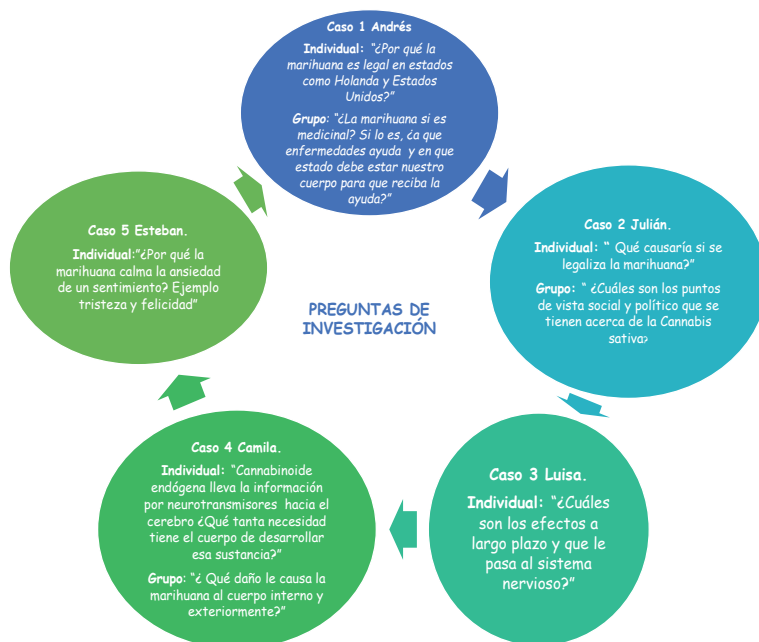 Caso 1 Andrés
Individual: “¿Por qué la
marihuana es legal en estados
como Holanda y Estados
Unidos?”
Grupo: “¿La marihuana si es
medicinal? Si lo es, ¿a que
enfermedades ayuda y en que
estado debe estar nuestro
cuerpo para que reciba la
ayuda?”
Caso 2 Julián.
Individual: “ Qué causaría si se
legaliza la marihuana?”
Grupo: “ ¿Cuáles son los puntos
de vista social y político que se
tienen acerca de la Cannabis
sativa?
Caso 3 Luisa.
Individual: “¿Cuáles
son los efectos a
largo plazo y que le
pasa al sistema
nervioso?”
Caso 4 Camila.
Individual: “Cannabinoide
endógena lleva la información
por neurotransmisores hacia el
cerebro ¿Qué tanta necesidad
tiene el cuerpo de desarrollar
esa sustancia?”
Grupo: “¿ Qué daño le causa la
marihuana al cuerpo interno y
exteriormente?”
Caso 5 Esteban.
Individual:”¿Por qué la
marihuana calma la ansiedad
de un sentimiento? Ejemplo
tristeza y felicidad”
PREGUNTAS DE
INVESTIGACIÓN